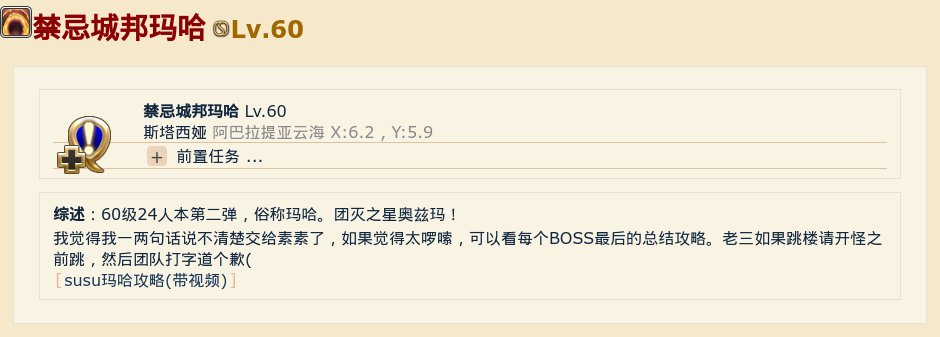 禁忌城邦玛哈 Lv.60
禁忌城邦玛哈 Lv.60
斯塔西娅 阿巴拉提亚云海 X:6.2 , Y:5.9
+ 前置任务 ...
综述：60级24人本第二弹，俗称玛哈。团灭之星奥兹玛！
我觉得我一两句话说不清楚交给素素了，如果觉得太啰嗦，可以看每个BOSS最后的总结攻略。老三如果跳楼请开怪之
前跳，然后团队打字道个歉(
[susu玛哈攻略(带视频)]